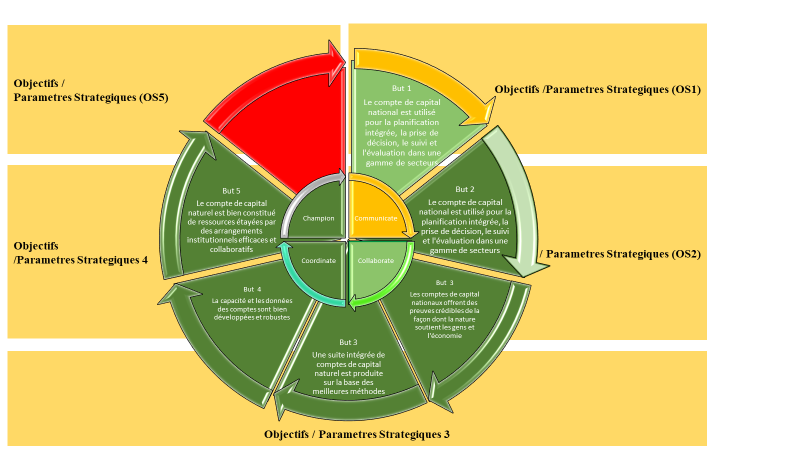 Objectifs /
Parametres Strategiques (OS5)
Objectifs /Parametres Strategiques (OS1)
But 1
Le compte de capital
national est utilisé
pour la planification
intégrée, la prise de
décision, le suivi et
l'évaluation dans une
gamme de secteurs
But 2
Le compte de capital
national est utilisé pour la
planification intégrée, la
prise de décision, le suivi
et l'évaluation dans une
gamme de secteurs
But 5
Le compte de capital
naturel est bien constitué
de ressources étayées par
des arrangements
institutionnels efficaces et
collaboratifs
Champion
Communicate
Coordinate
Collaborate
Objectifs
/Parametres Strategiques 4
/ Parametres Strategiques (OS2)
But 3
Les comptes de capital
nationaux offrent des
preuves crédibles de la
façon dont la nature
soutient les gens et
l'économie
But 4
La capacité et les données
des comptes sont bien
développées et robustes
But 3
Une suite intégrée de
comptes de capital
naturel est produite
sur la base des
meilleures méthodes
Objectifs / Parametres Strategiques 3